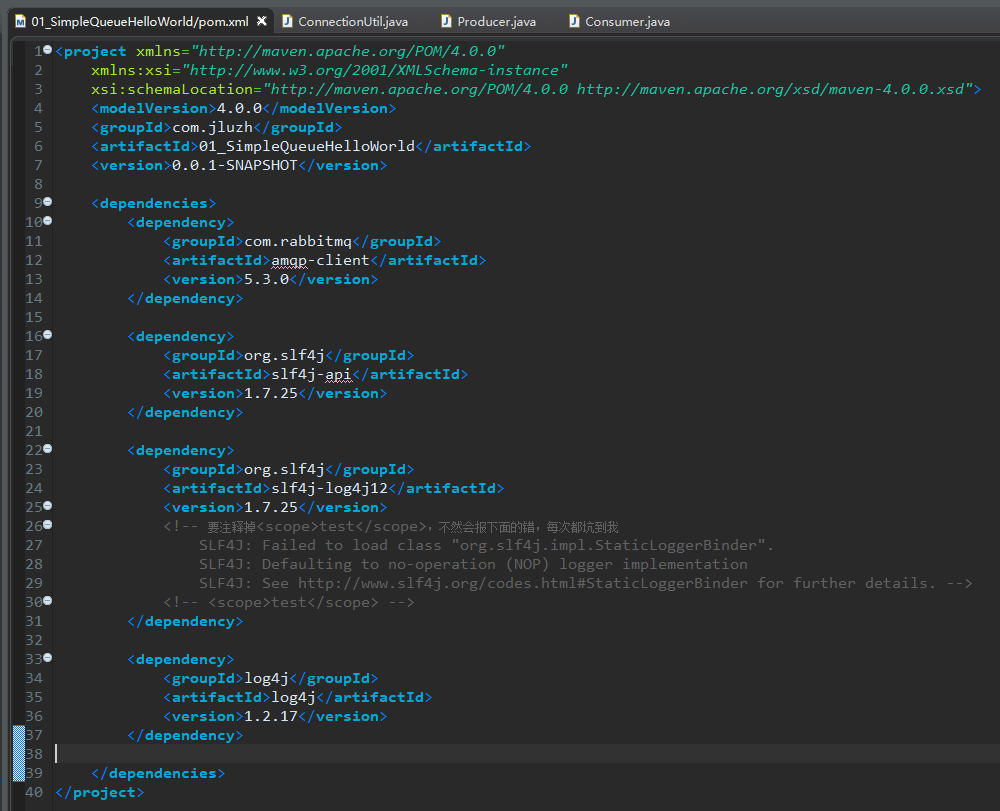 01_SimpleQueueHelloWorld/pom.xml ConnectionUtil.java Producer.java Consumer.java
1 <project xmlns="http://maven.apache.org/POM/4.0.0"
2 xmlns:xsi="http://www.w3.org/2001/XMLSchema-instance"
3 xsi:schemaLocation="http://maven.apache.org/POM/4.0.0 http://maven.apache.org/xsd/maven-4.0.0.xsd">
4 <modelVersion>4.0.0</modelVersion>
5 <groupId>com.jluzh</groupId>
6 <artifactId>01_SimpleQueueHelloWorld</artifactId>
7 <version>0.0.1-SNAPSHOT</version>
8
9 <dependencies>
10 <dependency>
11 <groupId>com.rabbitmq</groupId>
12 <artifactId>amqp-client</artifactId>
13 <version>5.3.0</version>
14 </dependency>
15
16 <dependency>
17 <groupId>org.slf4j</groupId>
18 <artifactId>slf4j-api</artifactId>
19 <version>1.7.25</version>
20 </dependency>
21
22 <dependency>
23 <groupId>org.slf4j</groupId>
24 <artifactId>slf4j-log4j12</artifactId>
25 <version>1.7.25</version>
26 <!-- 要注释掉<scope>test</scope>，不然会报下面的错，每次都坑到我
27 SLF4J: Failed to load class "org.slf4j.impl.StaticLoggerBinder".
28 SLF4J: Defaulting to no-operation (NOP) logger implementation
29 SLF4J: See http://www.slf4j.org/codes.html#StaticLoggerBinder for further details. -->
30 <!-- <scope>test</scope> -->
31 </dependency>
32
33 <dependency>
34 <groupId>log4j</groupId>
35 <artifactId>log4j</artifactId>
36 <version>1.2.17</version>
37 </dependency>
38
39 </dependencies>
40 </project>